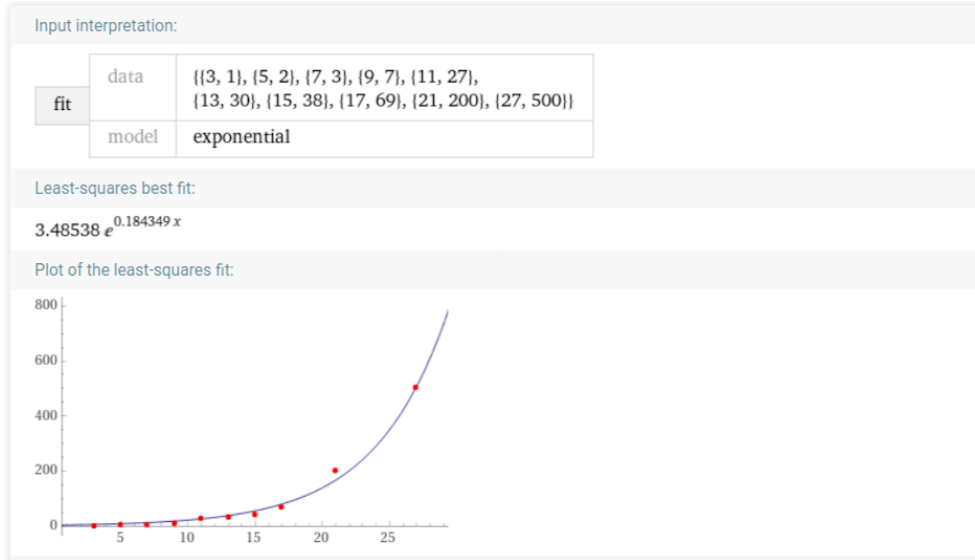 Input interpretation:
fit
data
{{3, 1}, {5, 2}, {7, 3}, {9, 7}, {11, 27},
{13, 30}, {15, 38}, {17, 69}, {21, 200}, {27, 500}}
model exponential
Least-squares best fit:
3.48538 e^0.184349 x
Plot of the least-squares fit:
800
600
400
200
0
5 10 15 20 25